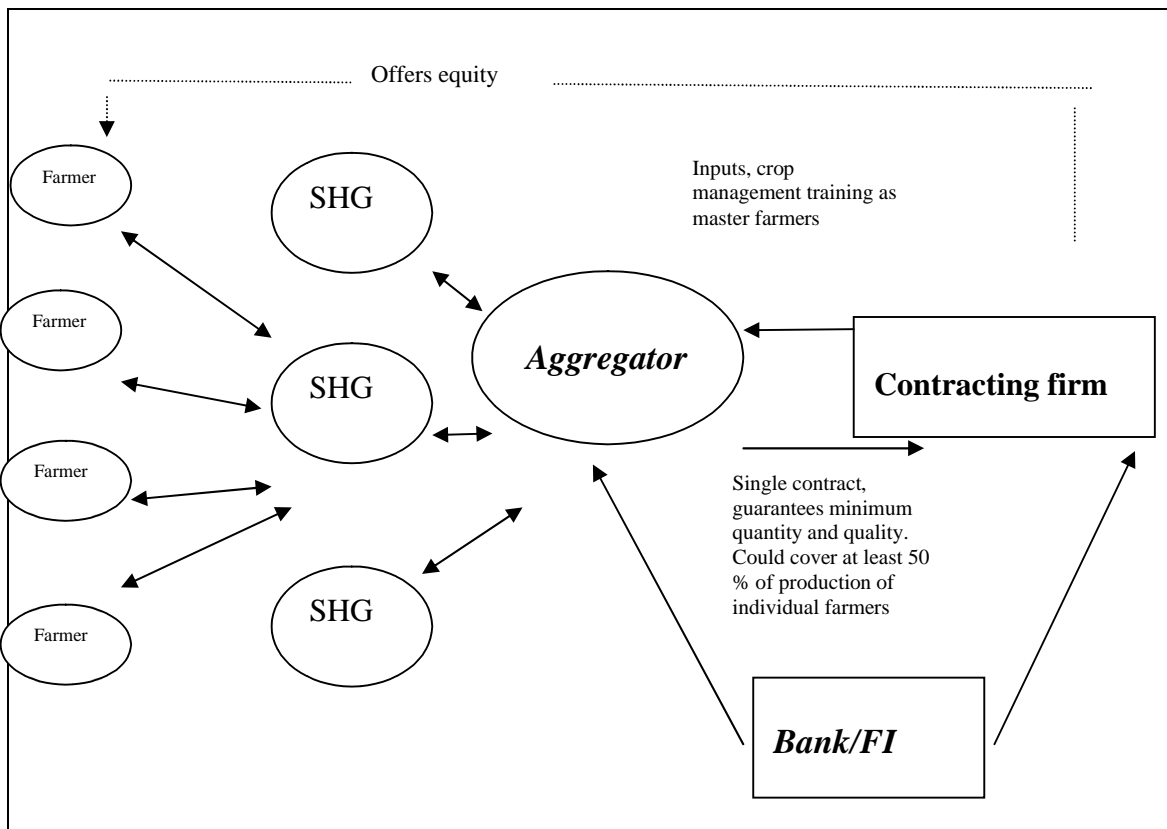 Offers equity
Farmer
SHG
Inputs, crop
management training as
master farmers
Farmer
Aggregator
SHG
Contracting firm
Farmer
Single contract,
guarantees minimum
quantity and quality.
Could cover at least 50
% of production of
individual farmers
SHG
Farmer
Bank/FI